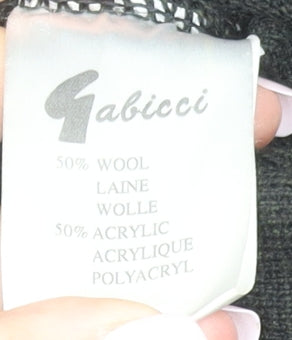 Gabicci
50% WOOL
LAINE
WOLLE
50% ACRYLIC
ACRYLIQUE
POLYACRYL